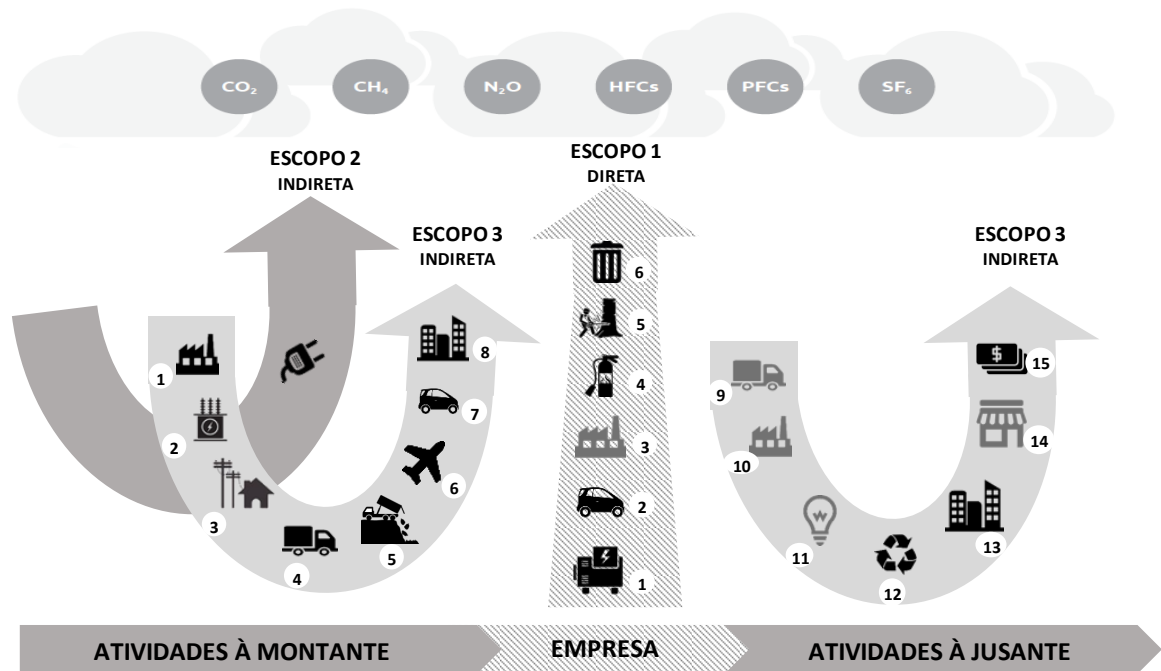 CO₂ CH₄ N₂O HFCs PFCs SF₆
ESCOPO 2
INDIRETA
ESCOPO 3
INDIRETA
ESCOPO 1
DIRETA
ESCOPO 3
INDIRETA
1
2
3
4
5
6
7
8
6
5
4
3
2
1
9
10
11
12
13
14
15
$
ATIVIDADES À MONTANTE
EMPRESA
ATIVIDADES À JUSANTE